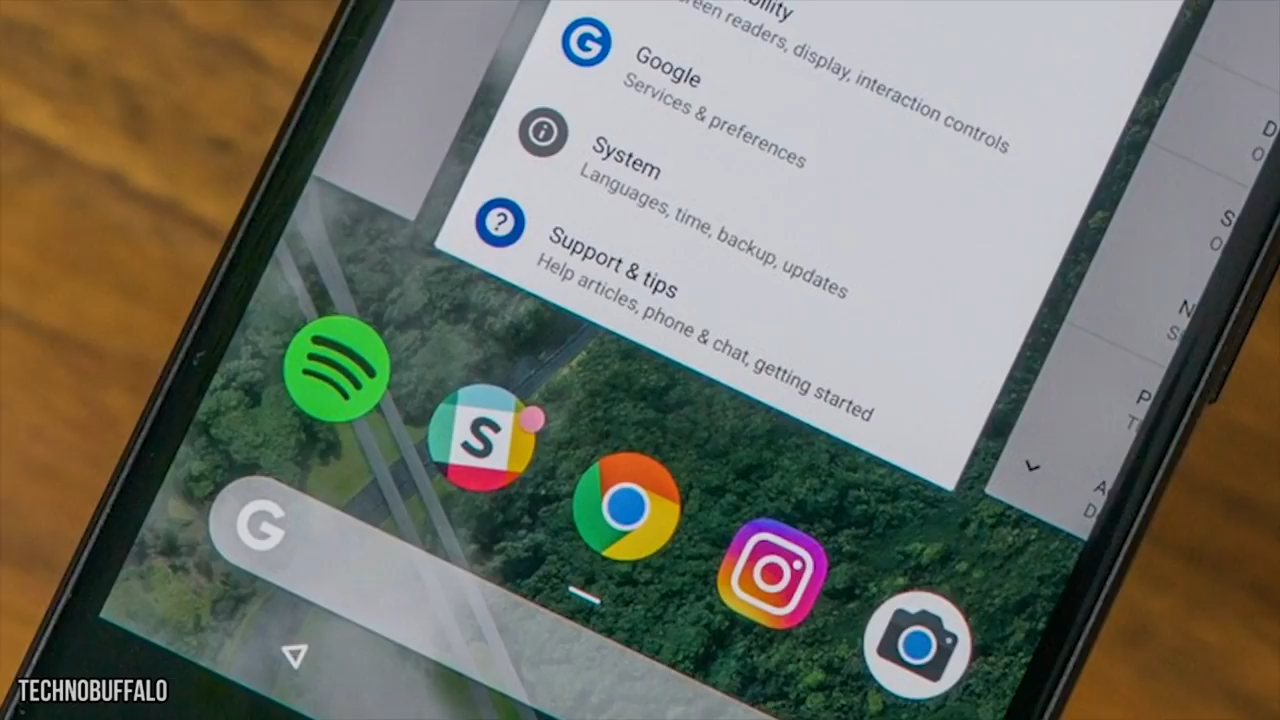 screen readers, display, interaction controls
Google
Services & preferences
System
Languages, time, backup, updates
Support & tips
Help articles, phone & chat, getting started
S
G
D
O
S
O
N
S
P
T
A
D
TECHNOBUFFALO